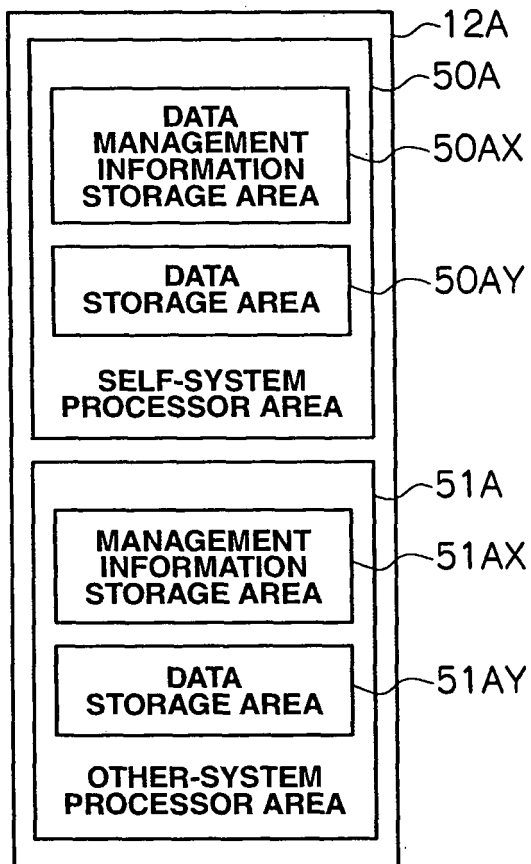 12A
50A
DATA
MANAGEMENT
INFORMATION
STORAGE AREA
50AX
DATA
STORAGE AREA
50AY
SELF-SYSTEM
PROCESSOR AREA
51A
MANAGEMENT
INFORMATION
STORAGE AREA
51AX
DATA
STORAGE AREA
51AY
OTHER-SYSTEM
PROCESSOR AREA